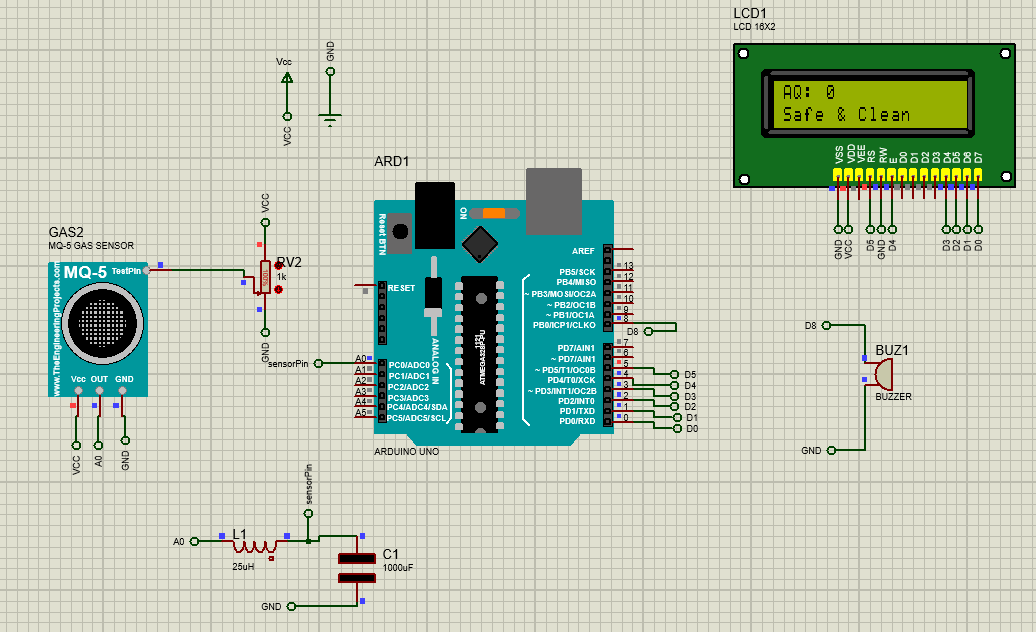 LCD1
LCD 16X2
AQ: 0
Safe & Clean
VSS
VDD
VEE
RS
RW
E
D0
D1
D2
D3
D4
D5
D6
D7
GND
VCC
D5
GND
D4
D3
D2
D1
D0
Vcc
VCC
GND
ARD1
Reset BTN
ON
ARDUINO UNO
RESET
ANALOG IN
ATMEGA328P-PU
1121
AREF
PB5/SCK 13
PB4/MISO 12
~ PB3/MOSI/OC2A 11
~ PB2/OC1B 10
~ PB1/OC1A 9
PB0/ICP1/CLKO 8
D8
PD7/AIN1 7
~ PD7/AIN1 6
~ PD5/T1/OC0B 5
PD4/T0/XCK 4
~ PD3/INT1/OC2B 3
PD2/INT0 2
PD1/TXD 1
PD0/RXD 0
D5
D4
D3
D2
D1
D0
sensorPin
A0 PC0/ADC0
A1 PC1/ADC1
A2 PC2/ADC2
A3 PC3/ADC3
A4 PC4/ADC4/SDA
A5 PC5/ADC5/SCL
GAS2
MQ-5 GAS SENSOR
MQ-5 TestPin
www.TheEngineeringProjects.com
Vcc OUT GND
VCC
A0
GND
VCC
RV2
1k
GND
D8
BUZ1
BUZZER
GND
sensorPin
A0
L1
25uH
C1
1000uF
GND